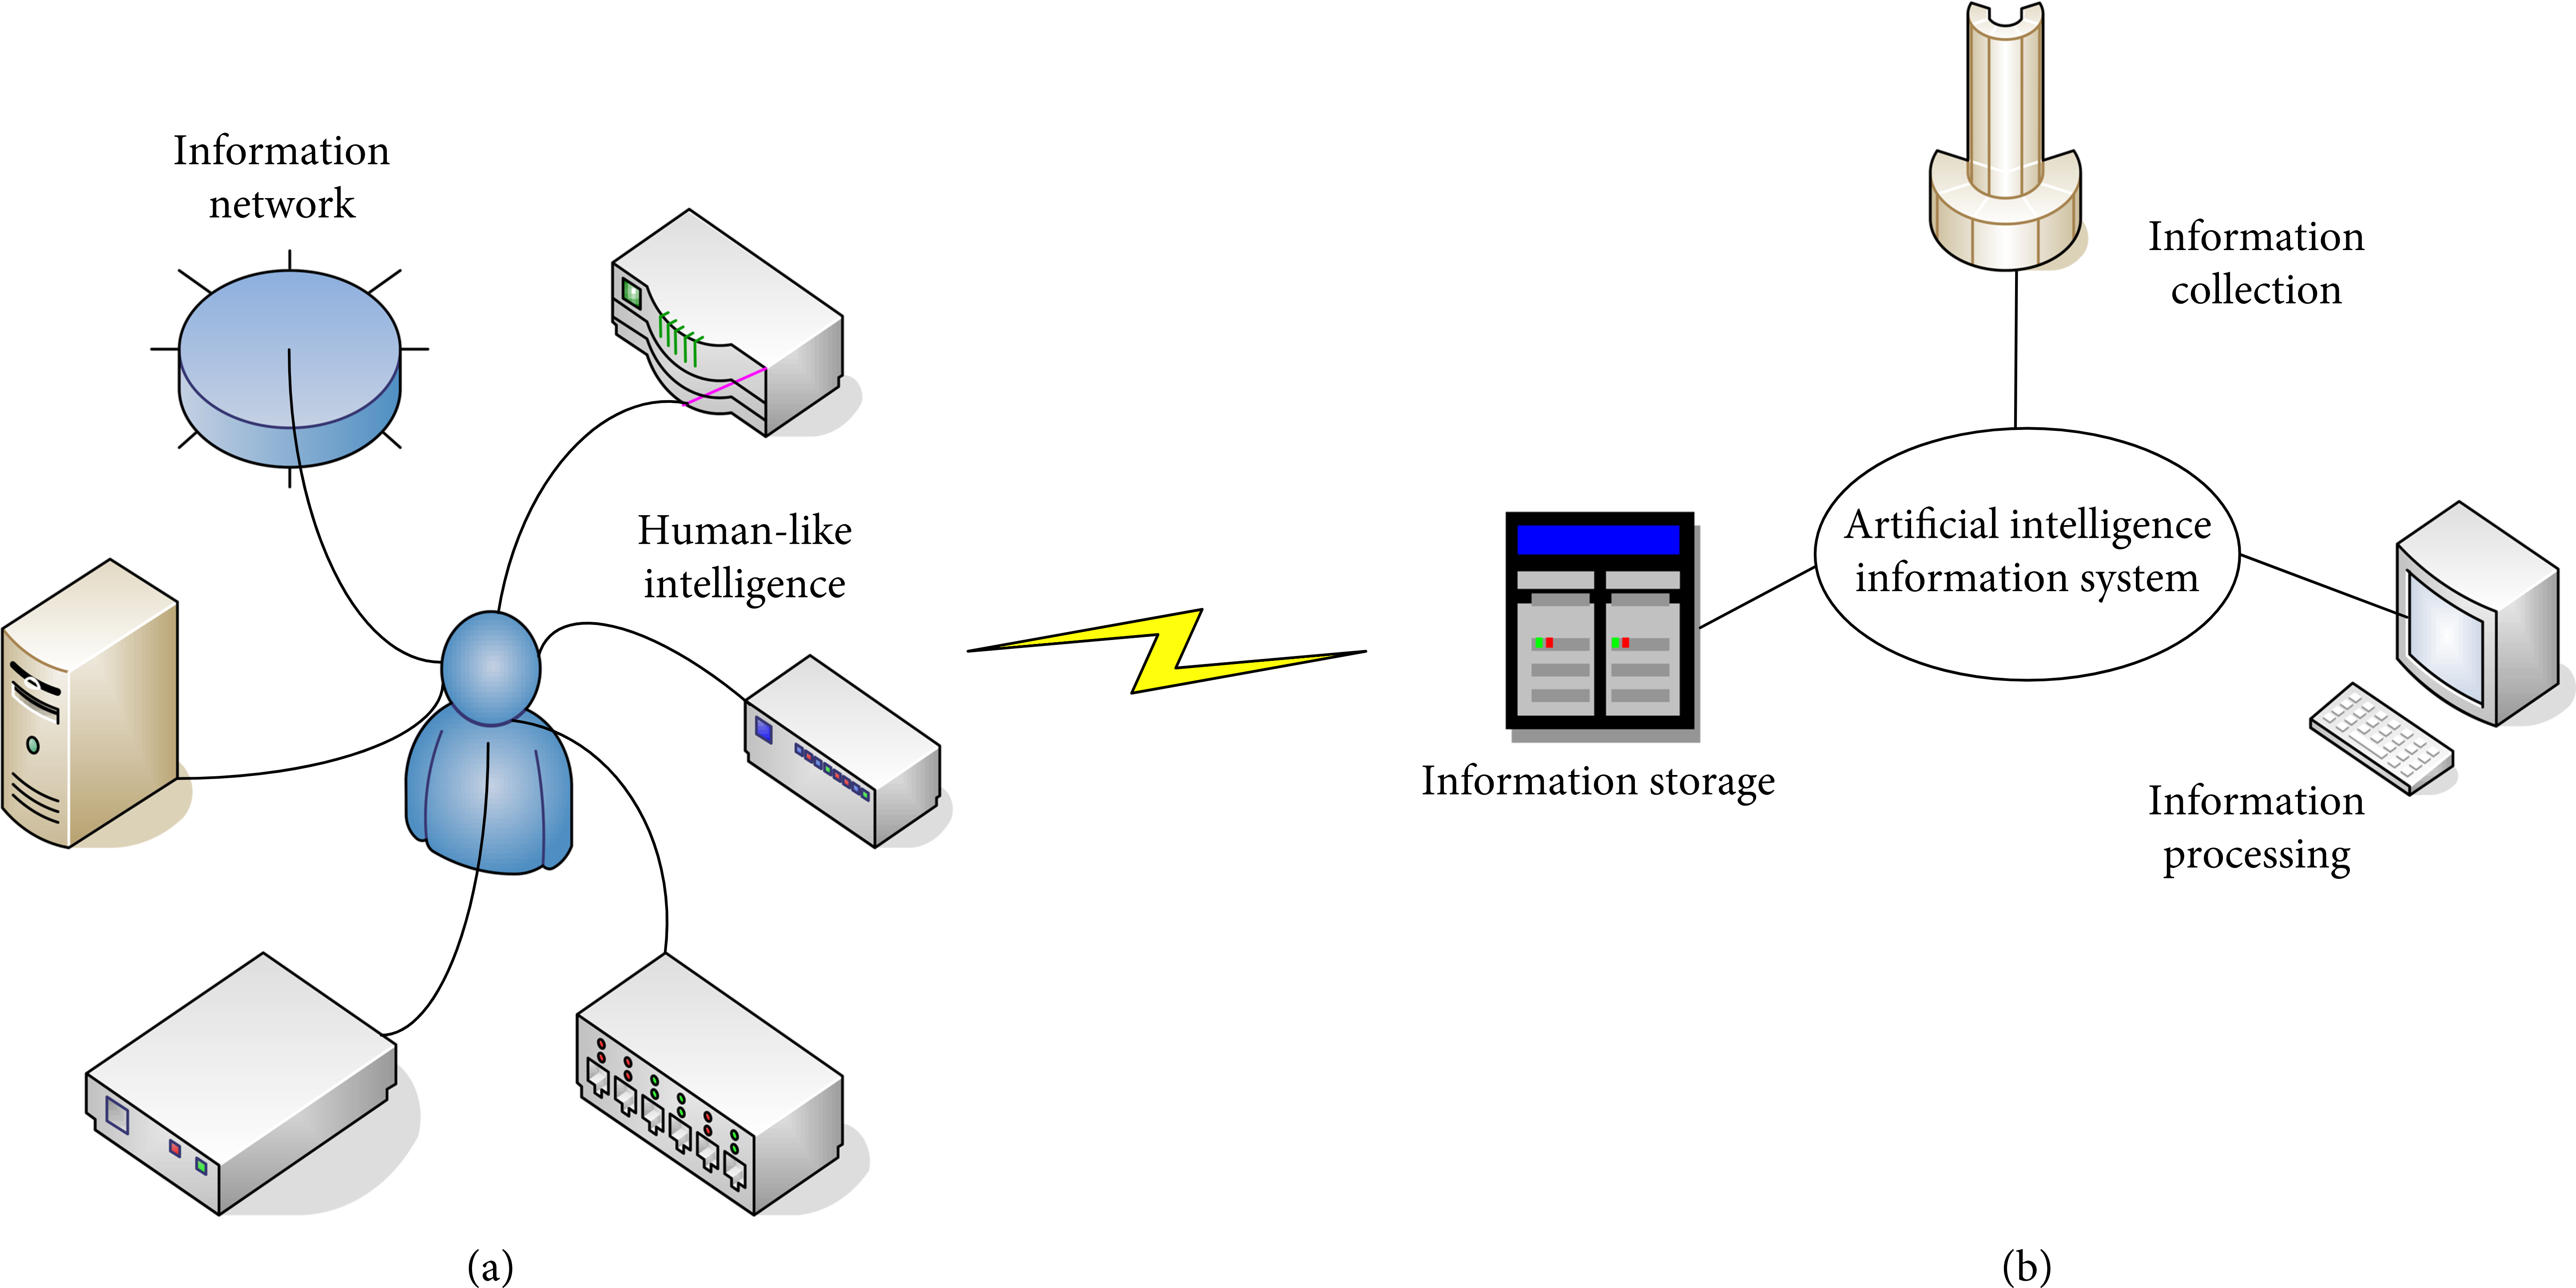 Information
network
Human-like
intelligence
(a)
Information
collection
Artificial intelligence
information system
Information storage
Information
processing
(b)